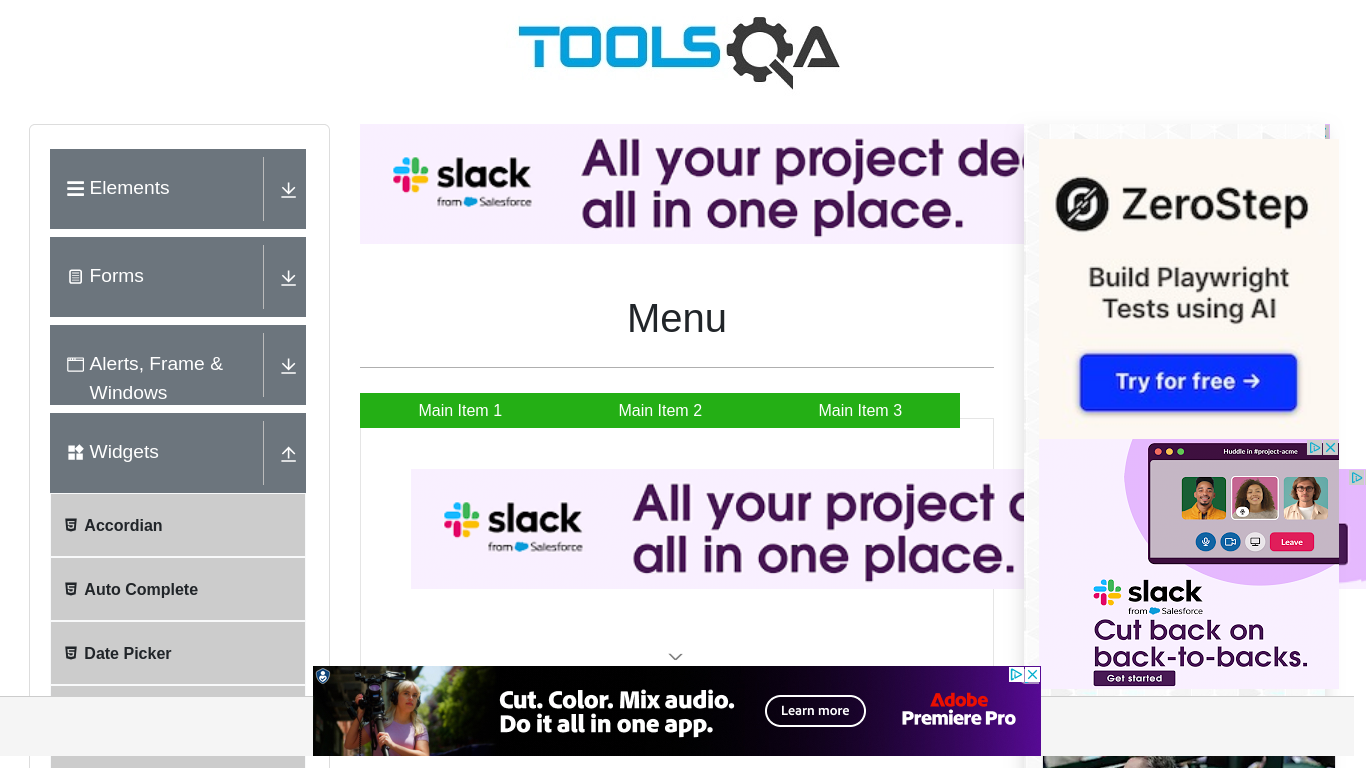 TOOLSQA
Elements
Forms
Alerts, Frame &
Windows
Widgets
Accordian
Auto Complete
Date Picker
slack
from Salesforce
All your project de
all in one place.
Menu
Main Item 1
Main Item 2
Main Item 3
slack
from Salesforce
All your project
all in one place.
ZeroStep
Build Playwright
Tests using AI
Try for free →
Huddle in #project-acme
Leave
slack
from Salesforce
Cut back on
back-to-backs.
Get started
Cut. Color. Mix audio.
Do it all in one app.
Learn more
Adobe
Premiere Pro